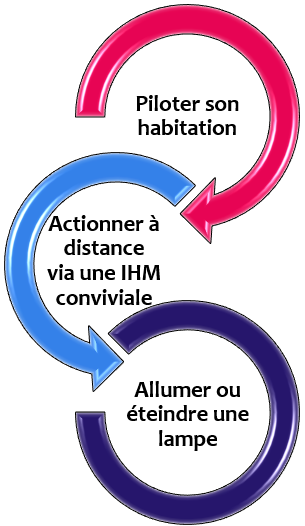 Piloter son
habitation
Actionner à
distance
via une IHM
conviviale
Allumer ou
éteindre une
lampe